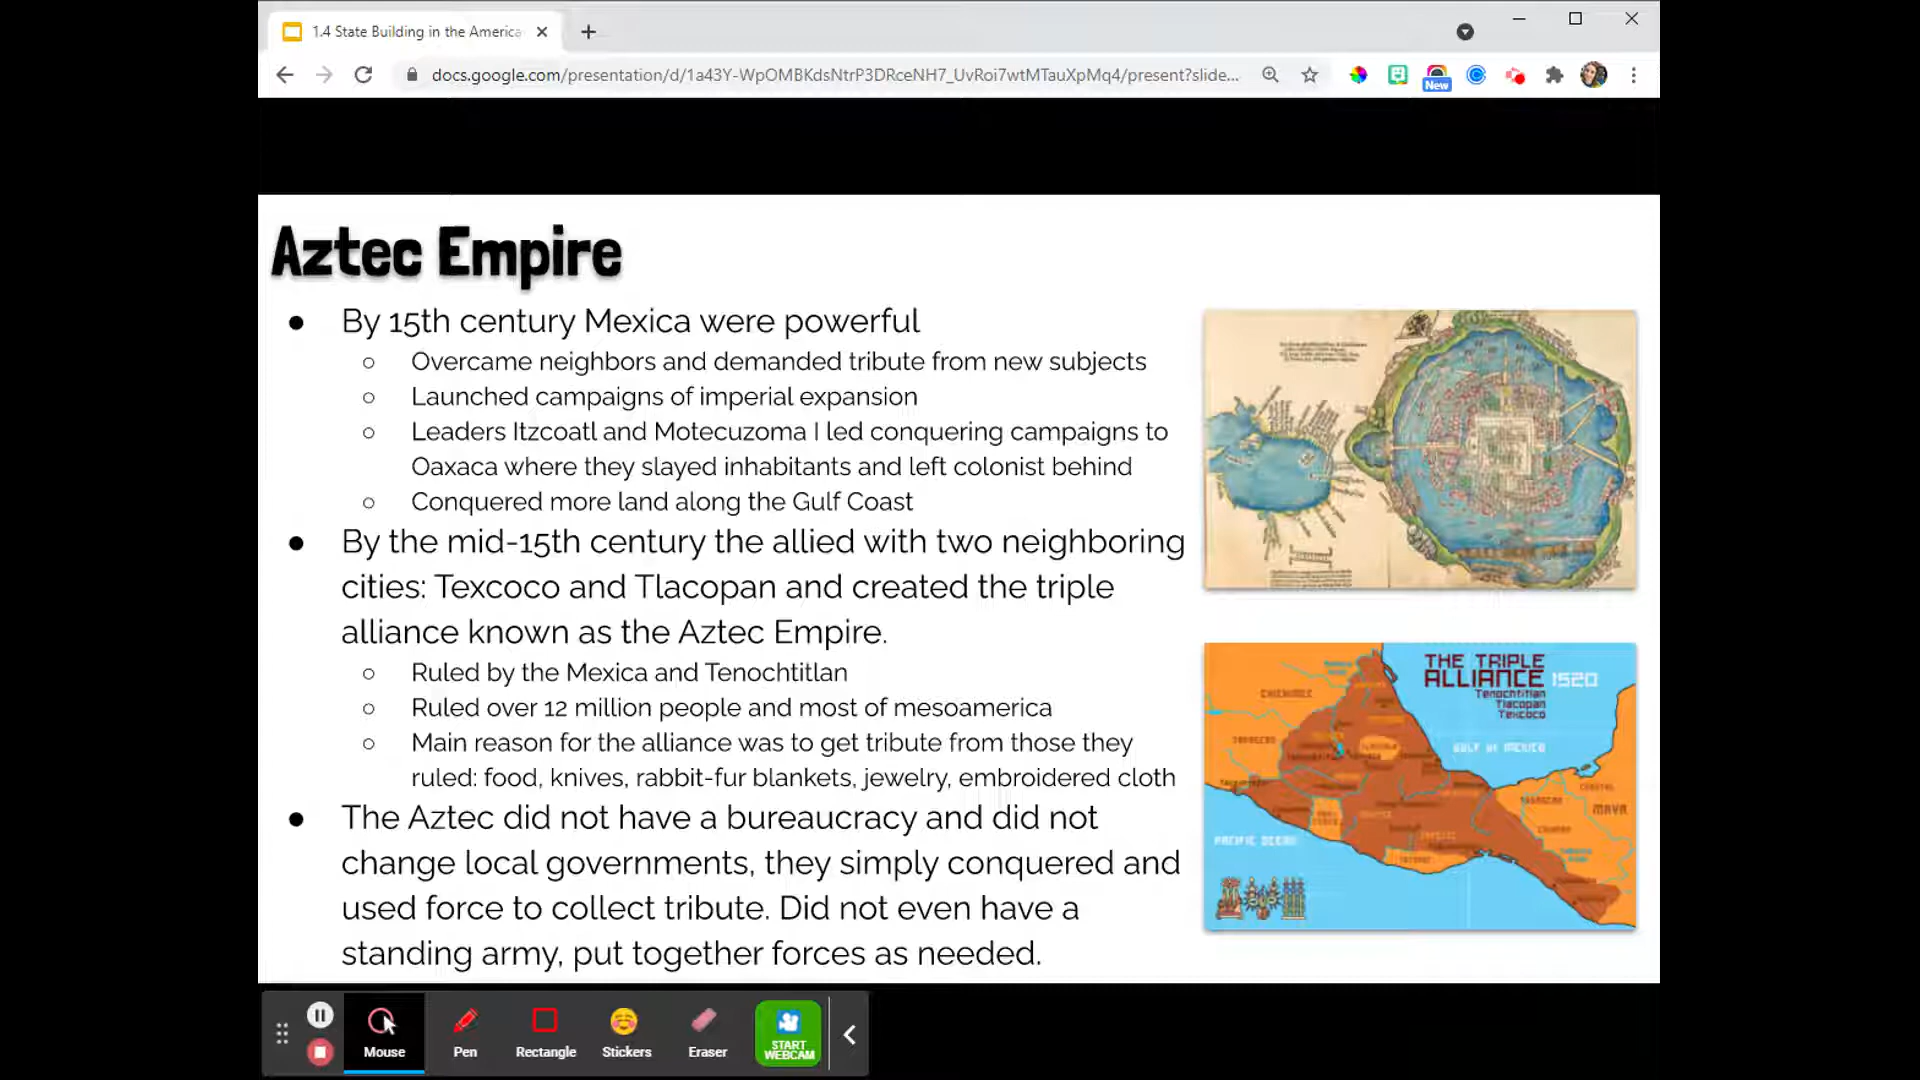 1.4 State Building in the America
docs.google.com/presentation/d/1a43Y-WpOMBKdsNtrP3DRceNH7_UvRoi7wtMTauXpMq4/present?slide...
New
Aztec Empire
● By 15th century Mexica were powerful
○ Overcame neighbors and demanded tribute from new subjects
○ Launched campaigns of imperial expansion
○ Leaders Itzcoatl and Motecuzoma I led conquering campaigns to
Oaxaca where they slayed inhabitants and left colonist behind
○ Conquered more land along the Gulf Coast
● By the mid-15th century the allied with two neighboring
cities: Texcoco and Tlacopan and created the triple
alliance known as the Aztec Empire.
○ Ruled by the Mexica and Tenochtitlan
○ Ruled over 12 million people and most of mesoamerica
○ Main reason for the alliance was to get tribute from those they
ruled: food, knives, rabbit-fur blankets, jewelry, embroidered cloth
● The Aztec did not have a bureaucracy and did not
change local governments, they simply conquered and
used force to collect tribute. Did not even have a
standing army, put together forces as needed.
THE TRIPLE
ALLIANCE 1520
Tenochtitlan
Tlacopan
Texcoco
GULF OF MEXICO
MAYA
PACIFIC OCEAN
Mouse
Pen
Rectangle
Stickers
Eraser
START
WEBCAM